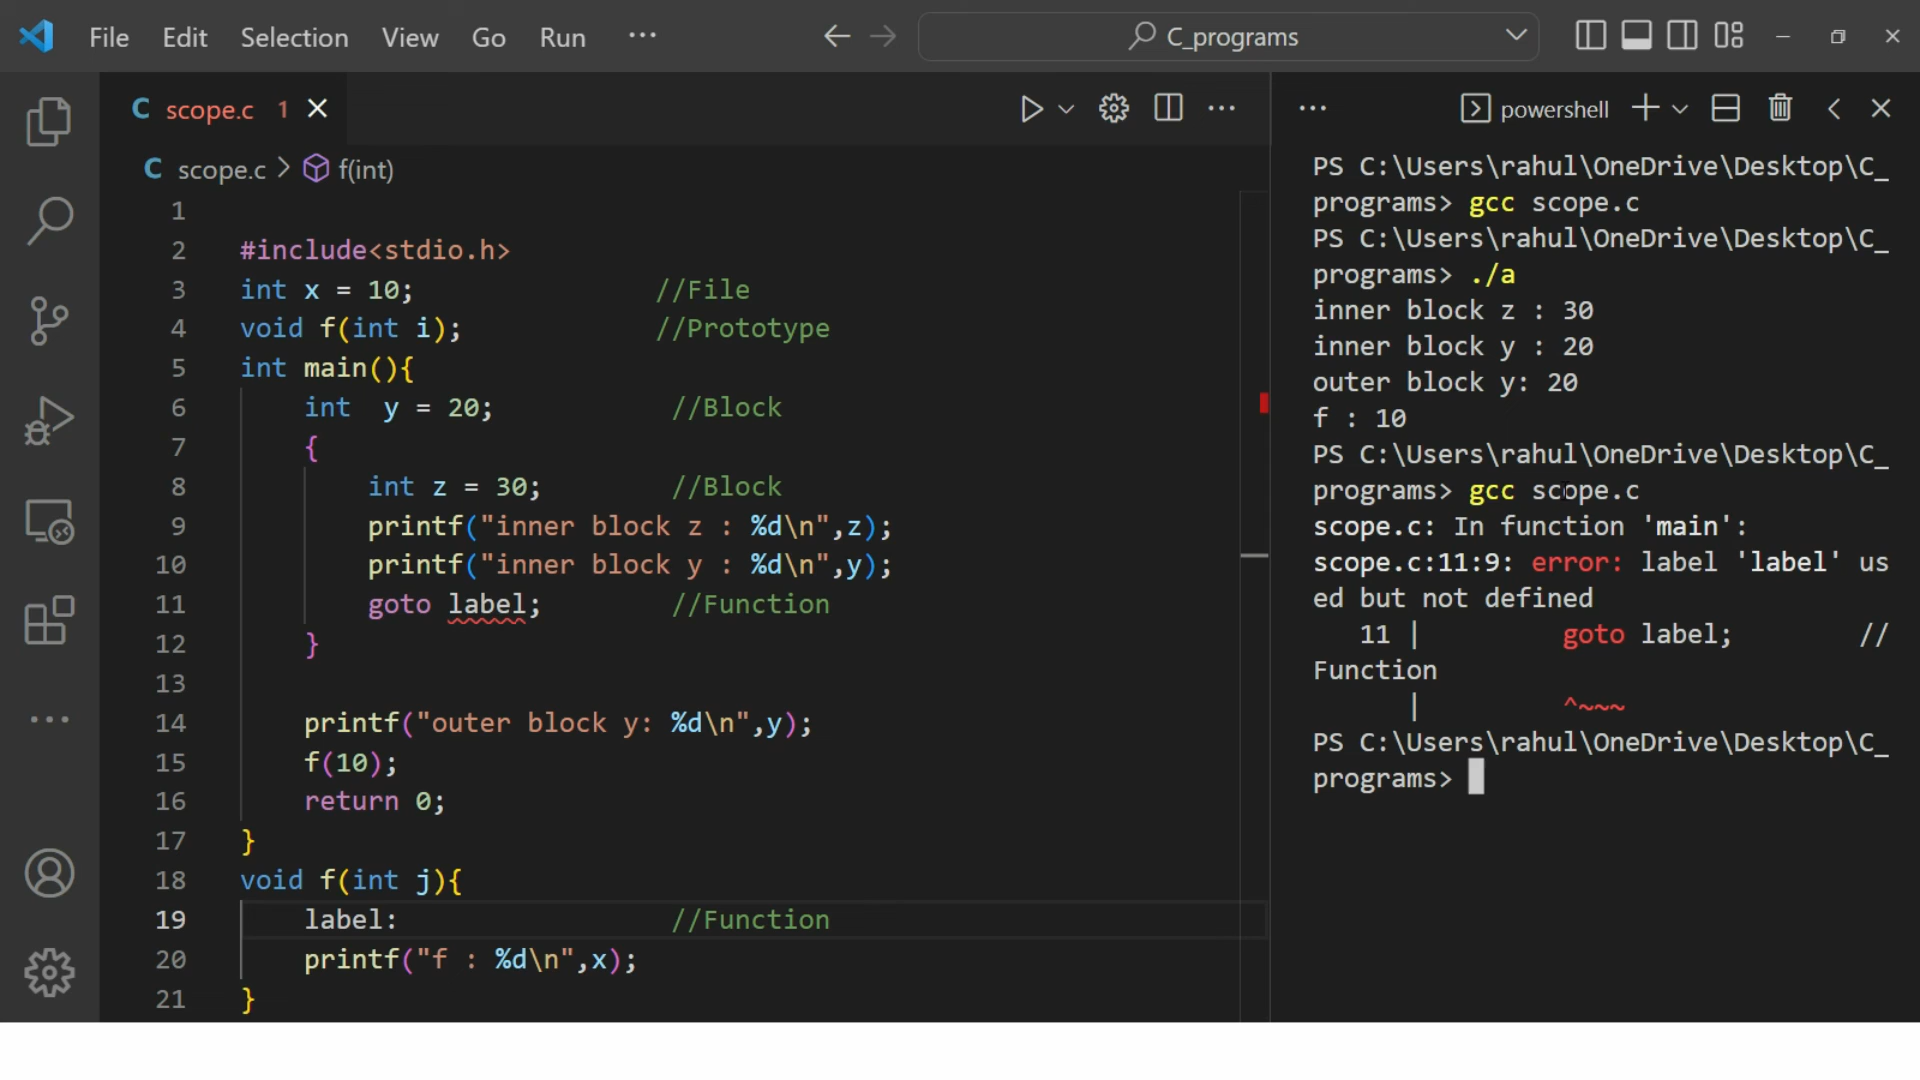 File Edit Selection View Go Run ··· C_programs
C scope.c 1
C scope.c > f(int)
1
2 #include<stdio.h>
3 int x = 10; //File
4 void f(int i); //Prototype
5 int main(){
6 int  y = 20; //Block
7 {
8 int z = 30; //Block
9 printf("inner block z : %d\n",z);
10 printf("inner block y : %d\n",y);
11 goto label; //Function
12 }
13
14 printf("outer block y: %d\n",y);
15 f(10);
16 return 0;
17 }
18 void f(int j){
19 label: //Function
20 printf("f : %d\n",x);
21 }
powershell
PS C:\Users\rahul\OneDrive\Desktop\C_
programs> gcc scope.c
PS C:\Users\rahul\OneDrive\Desktop\C_
programs> ./a
inner block z : 30
inner block y : 20
outer block y: 20
f : 10
PS C:\Users\rahul\OneDrive\Desktop\C_
programs> gcc scope.c
scope.c: In function 'main':
scope.c:11:9: error: label 'label' us
ed but not defined
11 | goto label; //
Function
| ^~~~
PS C:\Users\rahul\OneDrive\Desktop\C_
programs>